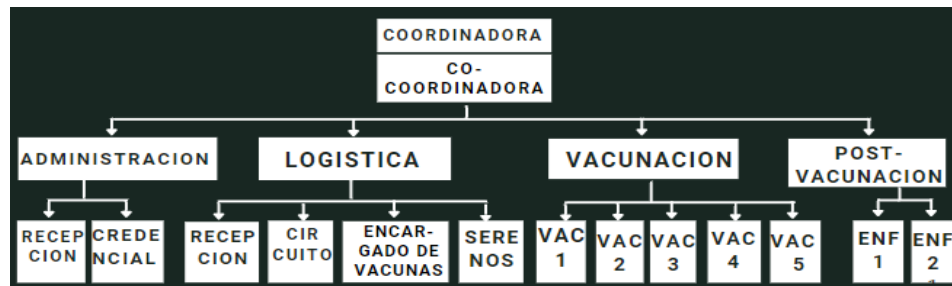 COORDINADORA
CO-
COORDINADORA
ADMINISTRACION
LOGISTICA
VACUNACION
POST-
VACUNACION
RECEP
CION
CREDE
NCIAL
RECEP
CION
CIR
CUITO
ENCAR-
GADO DE
VACUNAS
SERE
NOS
VAC
1
VAC
2
VAC
3
VAC
4
VAC
5
ENF
1
ENF
2